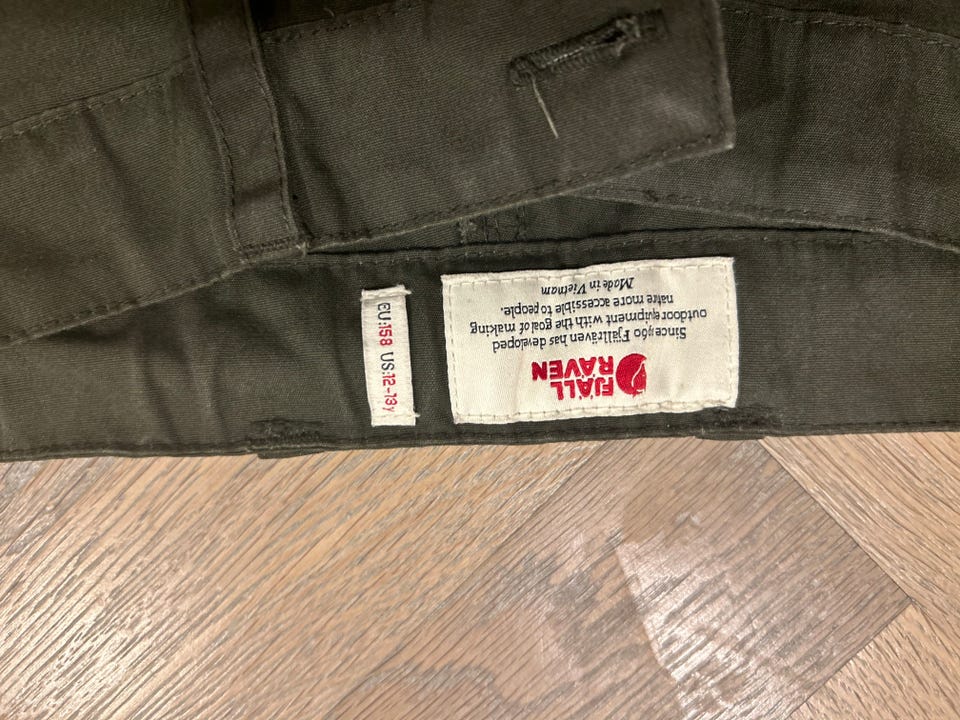 FJÄLL
RÄVEN
Since 1960 Fjällräven has developed
outdoor equipment with the goal of making
nature more accessible to people.
Made in Vietnam
EU:158 US:12-13y